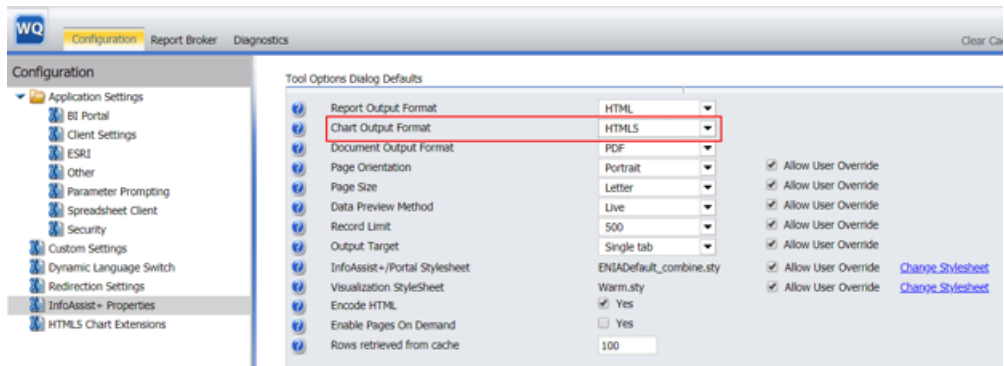 WQ
Configuration Report Broker Diagnostics
Clear
Configuration
Application Settings
BI Portal
Client Settings
ESRI
Other
Parameter Prompting
Spreadsheet Client
Security
Custom Settings
Dynamic Language Switch
Redirection Settings
InfoAssist+ Properties
HTML5 Chart Extensions
Tool Options Dialog Defaults
Report Output Format HTML
Chart Output Format HTML5
Document Output Format PDF
Page Orientation Portrait Allow User Override
Page Size Letter Allow User Override
Data Preview Method Live Allow User Override
Record Limit 500 Allow User Override
Output Target Single tab Allow User Override
InfoAssist+/Portal Stylesheet ENIADefault_combine.sty Allow User Override Change Stylesheet
Visualization StyleSheet Warm.sty Allow User Override Change Stylesheet
Encode HTML Yes
Enable Pages On Demand Yes
Rows retrieved from cache 100